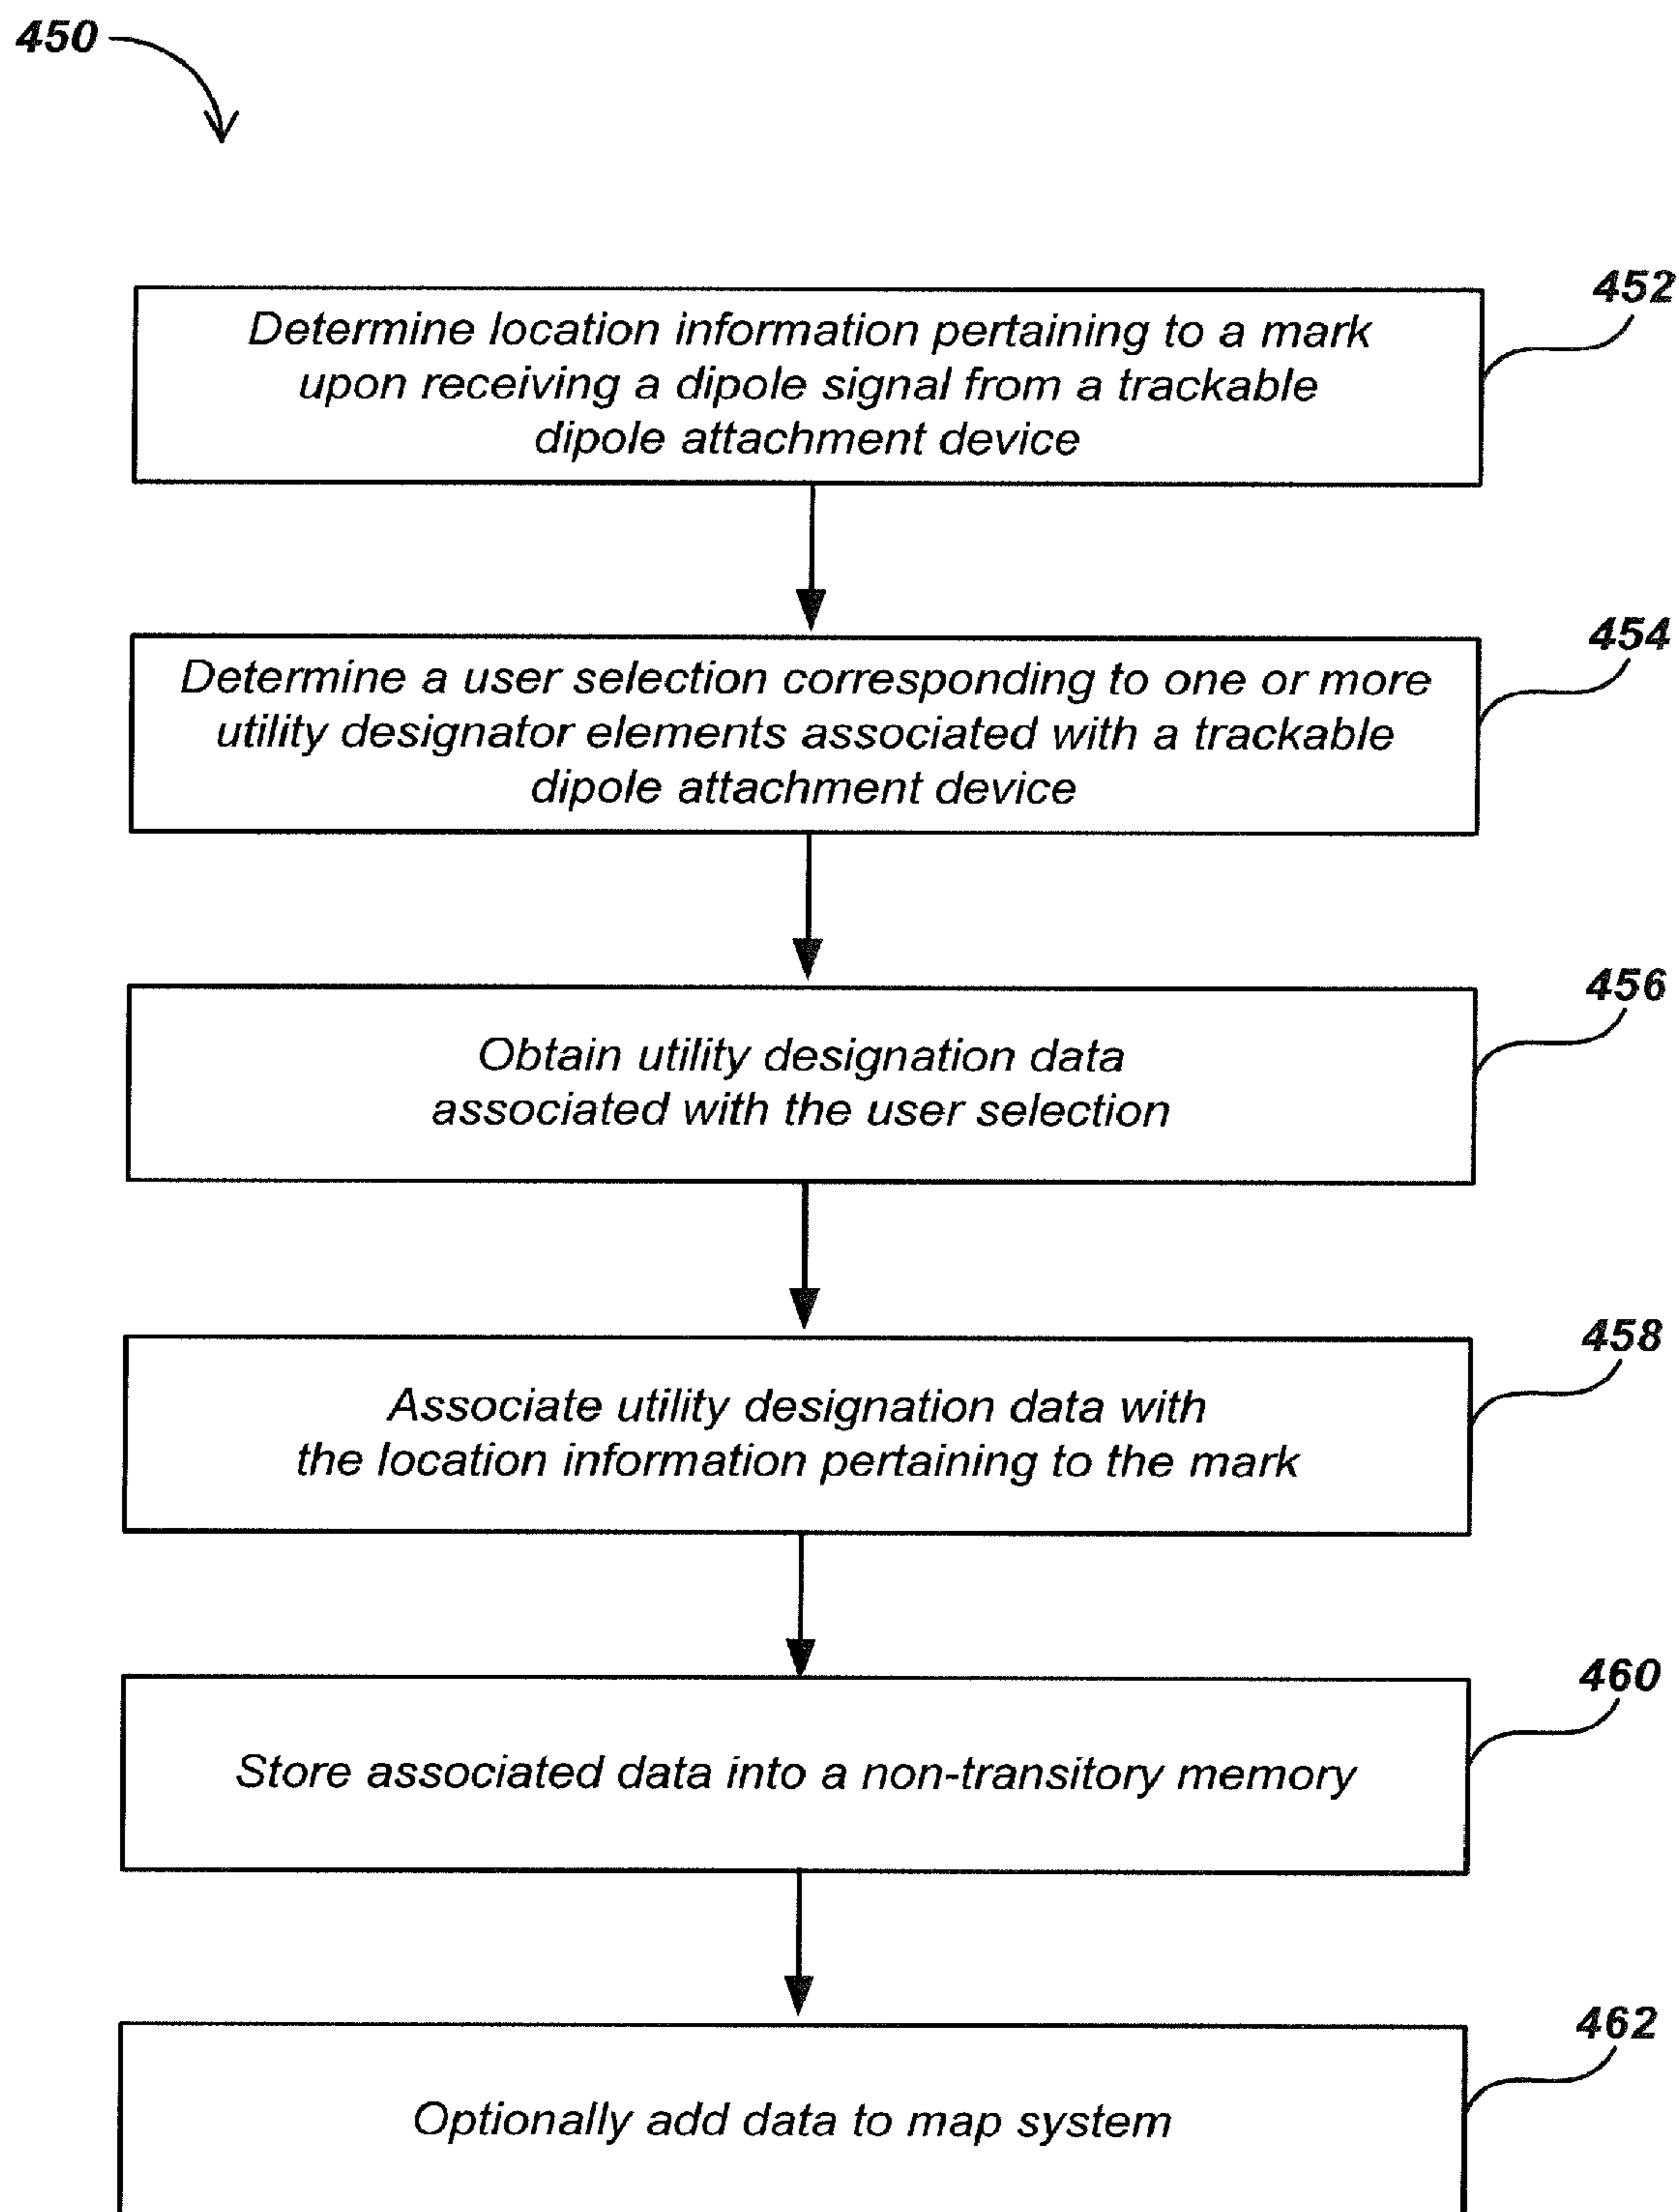 450
452
Determine location information pertaining to a mark
upon receiving a dipole signal from a trackable
dipole attachment device
454
Determine a user selection corresponding to one or more
utility designator elements associated with a trackable
dipole attachment device
456
Obtain utility designation data
associated with the user selection
458
Associate utility designation data with
the location information pertaining to the mark
460
Store associated data into a non-transitory memory
462
Optionally add data to map system